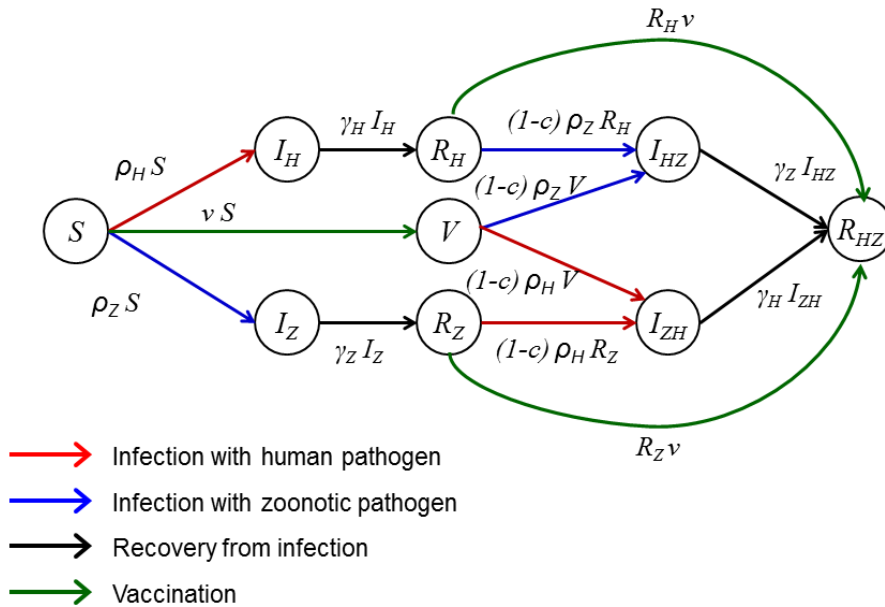 R_H v
γ_H I_H
(1-c) ρ_Z R_H
I_H
R_H
I_HZ
ρ_H S
γ_Z I_HZ
(1-c) ρ_Z V
v S
S
V
R_HZ
(1-c) ρ_H V
ρ_Z S
γ_H I_ZH
I_Z
R_Z
I_ZH
γ_Z I_Z
(1-c) ρ_H R_Z
R_Z v
Infection with human pathogen
Infection with zoonotic pathogen
Recovery from infection
Vaccination